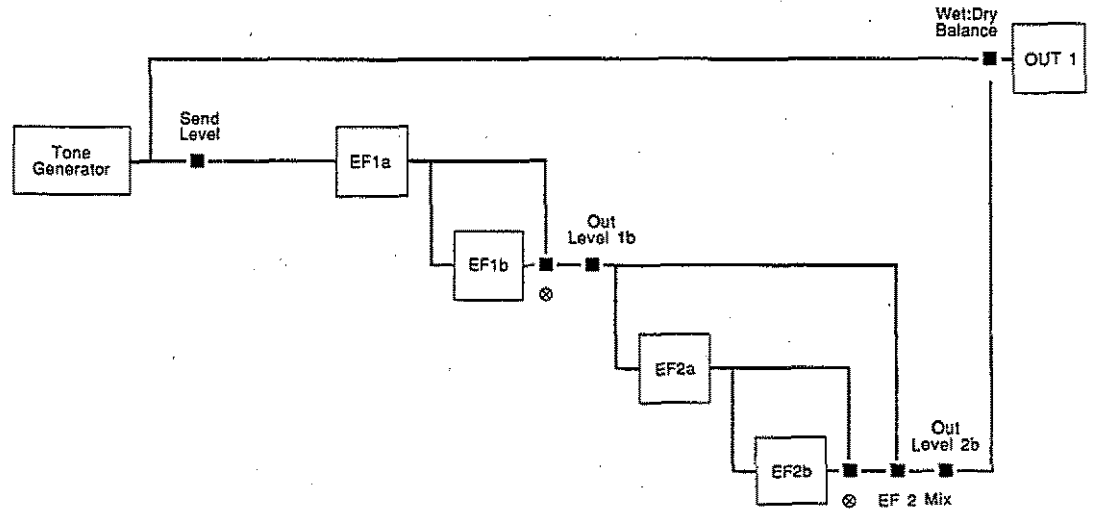 Wet:Dry
Balance
OUT 1
Send
Level
Tone
Generator
EF1a
Out
Level 1b
EF1b
⊗
EF2a
Out
Level 2b
EF2b
⊗ EF 2 Mix